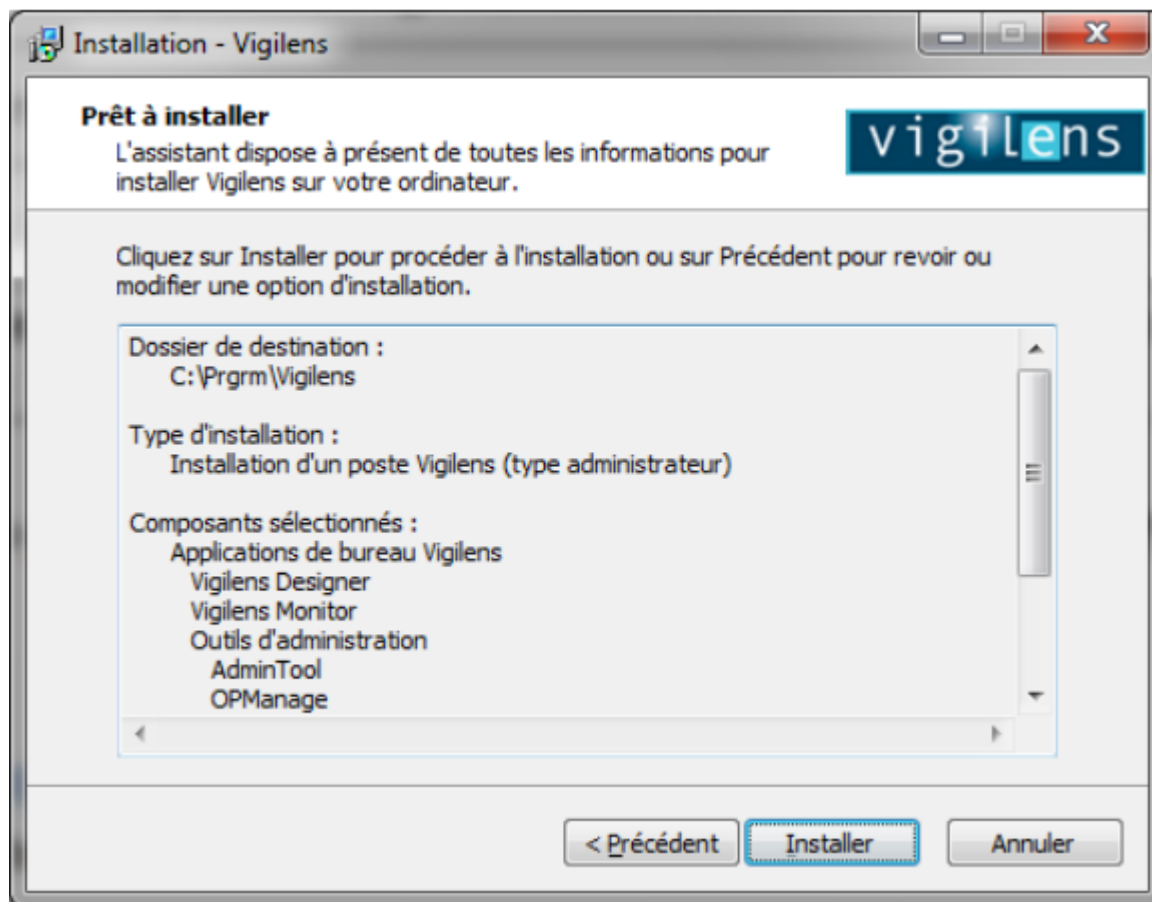 Installation - Vigilens
Prêt à installer
L'assistant dispose à présent de toutes les informations pour
installer Vigilens sur votre ordinateur.
vigilens
Cliquez sur Installer pour procéder à l'installation ou sur Précédent pour revoir ou
modifier une option d'installation.
Dossier de destination :
C:\Prgrm\Vigilens
Type d'installation :
Installation d'un poste Vigilens (type administrateur)
Composants sélectionnés :
Applications de bureau Vigilens
Vigilens Designer
Vigilens Monitor
Outils d'administration
AdminTool
OPManage
< Précédent
Installer
Annuler